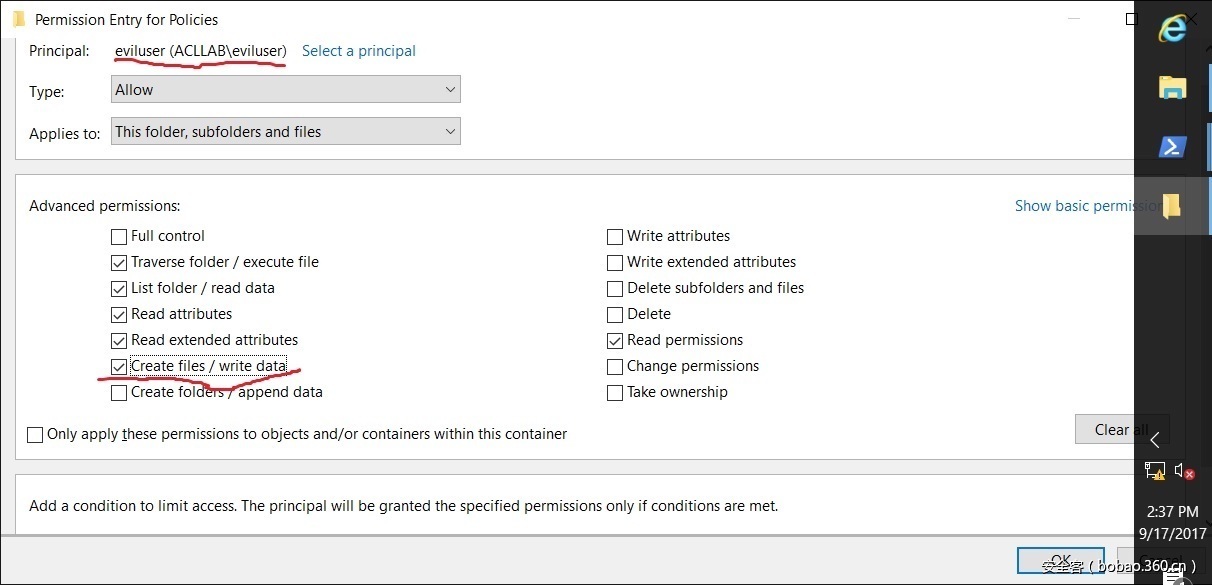 Permission Entry for Policies
Principal: eviluser (ACLLAB\eviluser) Select a principal
Type: Allow
Applies to: This folder, subfolders and files
Advanced permissions: Show basic permission
Full control
Traverse folder / execute file
List folder / read data
Read attributes
Read extended attributes
Create files / write data
Create folders / append data
Write attributes
Write extended attributes
Delete subfolders and files
Delete
Read permissions
Change permissions
Take ownership
Only apply these permissions to objects and/or containers within this container
Clear all
Add a condition to limit access. The principal will be granted the specified permissions only if conditions are met.
2:37 PM
9/17/2017
OK Cancel
安全客（bobao.360.cn）